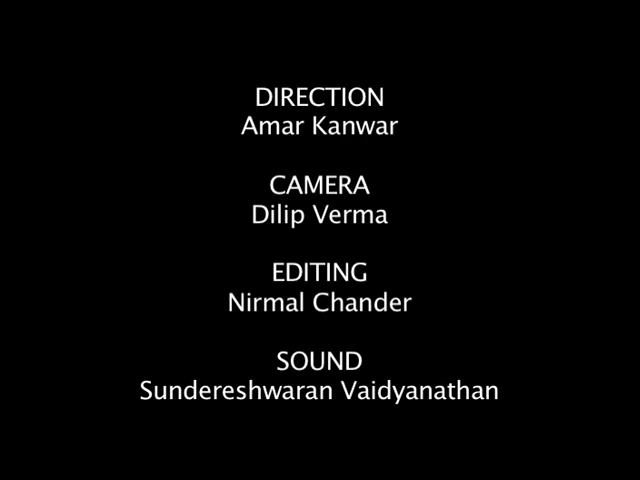 DIRECTION
Amar Kanwar
CAMERA
Dilip Verma
EDITING
Nirmal Chander
SOUND
Sundereshwaran Vaidyanathan